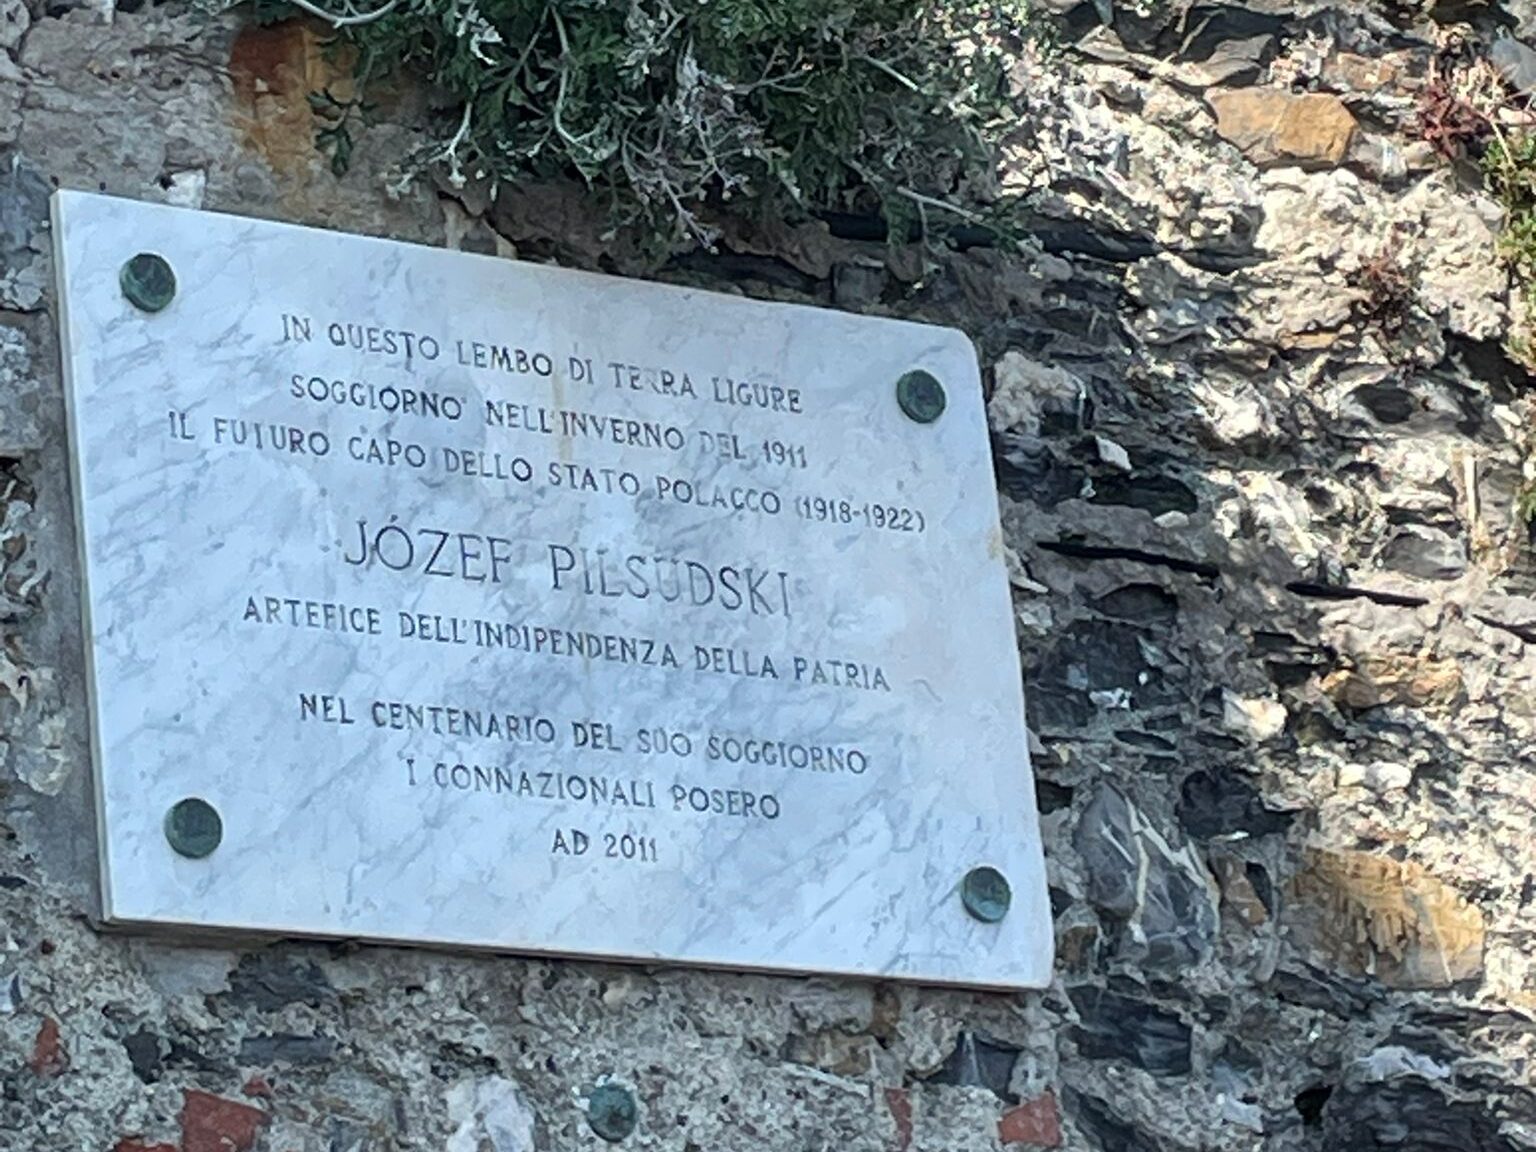 IN QUESTO LEMBO DI TERRA LIGURE
SOGGIORNO' NELL'INVERNO DEL 1911
IL FUTURO CAPO DELLO STATO POLACCO (1918-1922)
JÓZEF PILSUDSKI
ARTEFICE DELL'INDIPENDENZA DELLA PATRIA
NEL CENTENARIO DEL SUO SOGGIORNO
I CONNAZIONALI POSERO
AD 2011